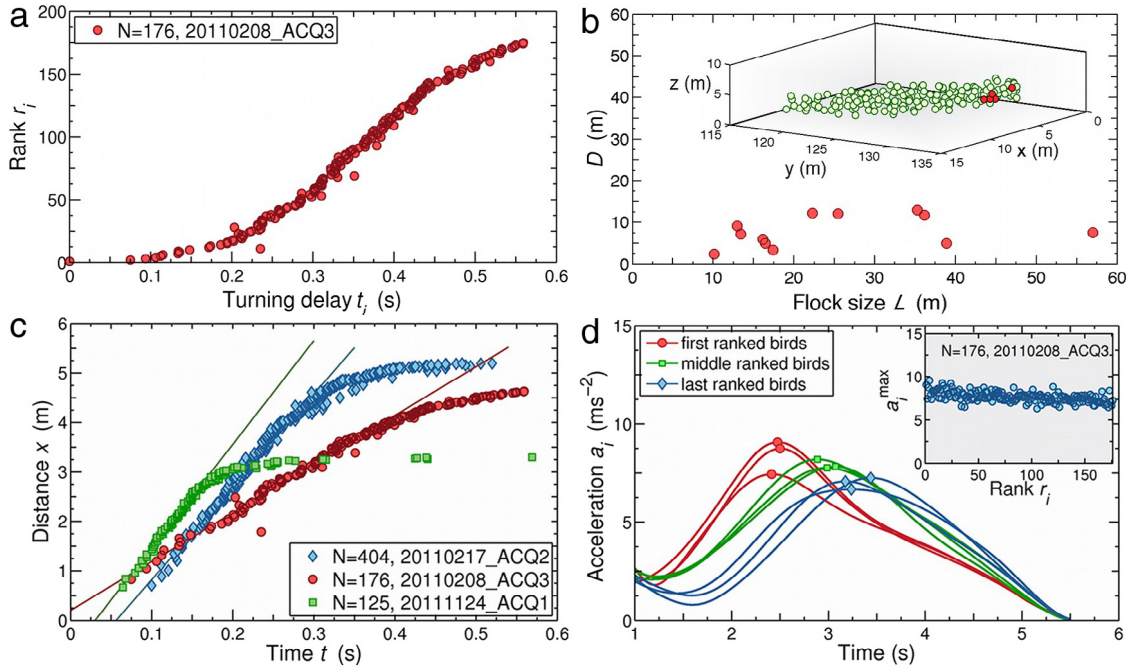 a
N=176, 20110208_ACQ3
200
150
100
50
0
Rank r_i
0 0.1 0.2 0.3 0.4 0.5 0.6
Turning delay t_i (s)
b
60
50
40
30
20
10
0
D (m)
10
5
0
z (m)
115 120 125 130 135
y (m)
15 10 5 0
x (m)
0 10 20 30 40 50 60
Flock size L (m)
c
6
5
4
3
2
1
0
Distance x (m)
N=404, 20110217_ACQ2
N=176, 20110208_ACQ3
N=125, 20111124_ACQ1
0 0.1 0.2 0.3 0.4 0.5 0.6
Time t (s)
d
15
10
5
0
Acceleration a_i (ms⁻²)
first ranked birds
middle ranked birds
last ranked birds
N=176, 20110208_ACQ3
15
10
5
0
a_i^max
0 50 100 150
Rank r_i
1 2 3 4 5 6
Time (s)